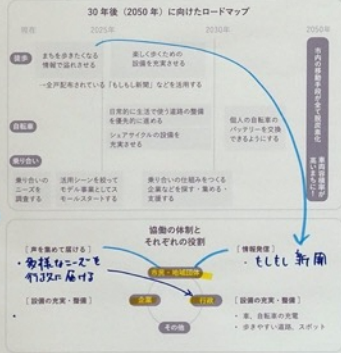 30年後（2050年）に向けたロードマップ
現在 2025年 2030年 2050年
徒歩
まちを歩きたくなる
情報で溢れさせる
楽しく歩くための
設備を充実させる
→全戸配布されている「もしもし新聞」などを活用する
自転車
日常的に生活で使う道路の整備
を優先的に進める
シェアサイクルの設備を
充実させる
個人の自転車の
バッテリーを交換
できるようにする
乗り合い
乗り合いの
ニーズを
調査する
活用シーンを絞って
モデル事業としてス
モールスタートする
乗り合いの仕組みをつくる
企業などを探す・集める・
支援する
市内の移動手段が全て脱炭素化
車両容積率が
高いまちに！
協働の体制と
それぞれの役割
［声を集めて届ける］
・多様なニーズを
行政に届ける
［情報発信］
・もしもし新聞
市民・地域団体
企業
行政
その他
［設備の充実・整備］
・
［設備の充実・整備］
・車、自転車の充電
・歩きやすい道路、スポット